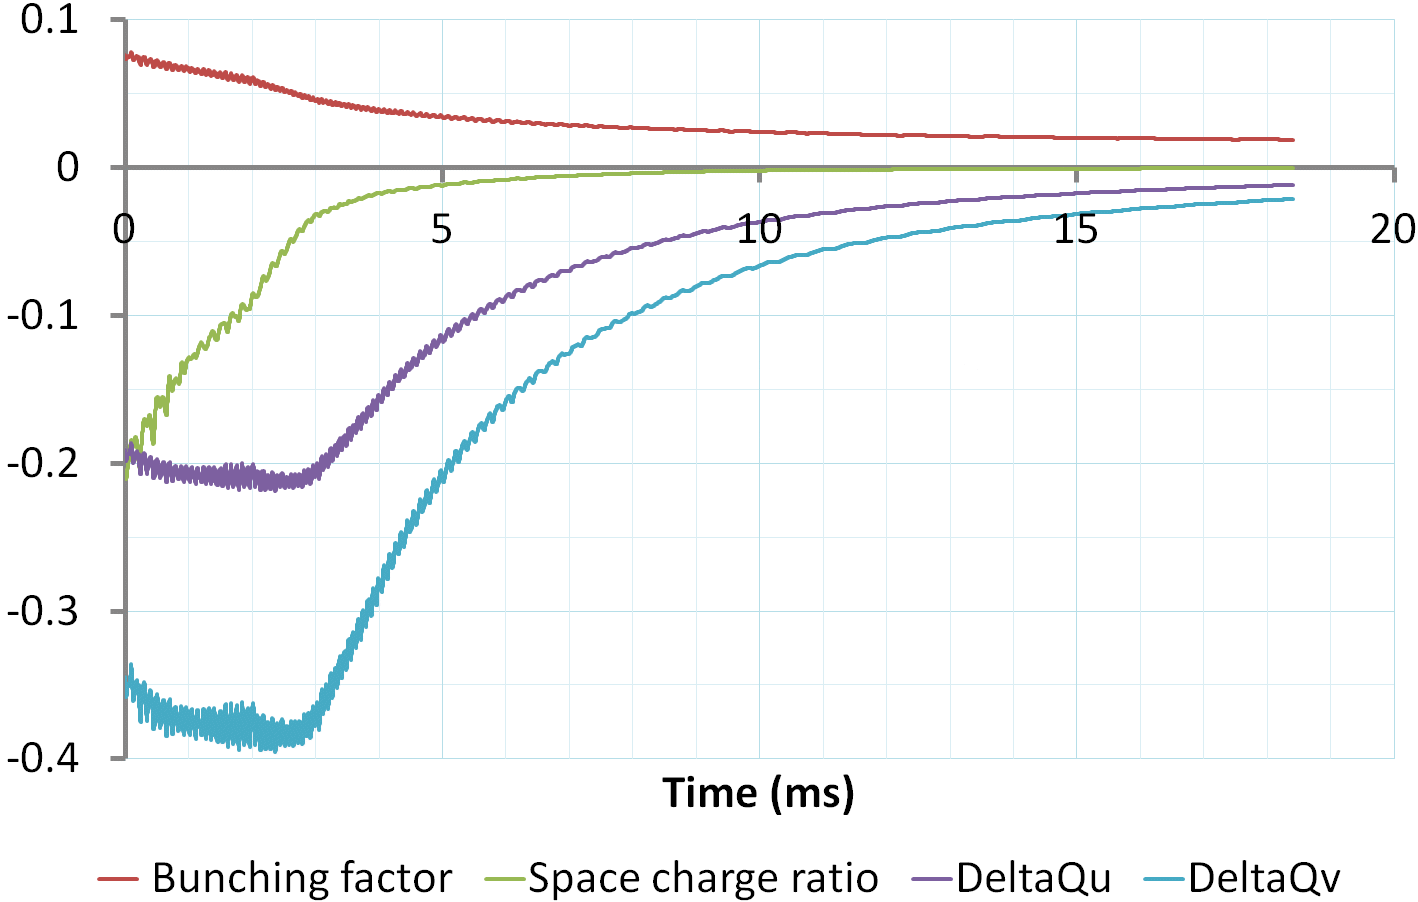 0.1
0
-0.1
-0.2
-0.3
-0.4
0 5 10 15 20
Time (ms)
Bunching factor Space charge ratio DeltaQu DeltaQv